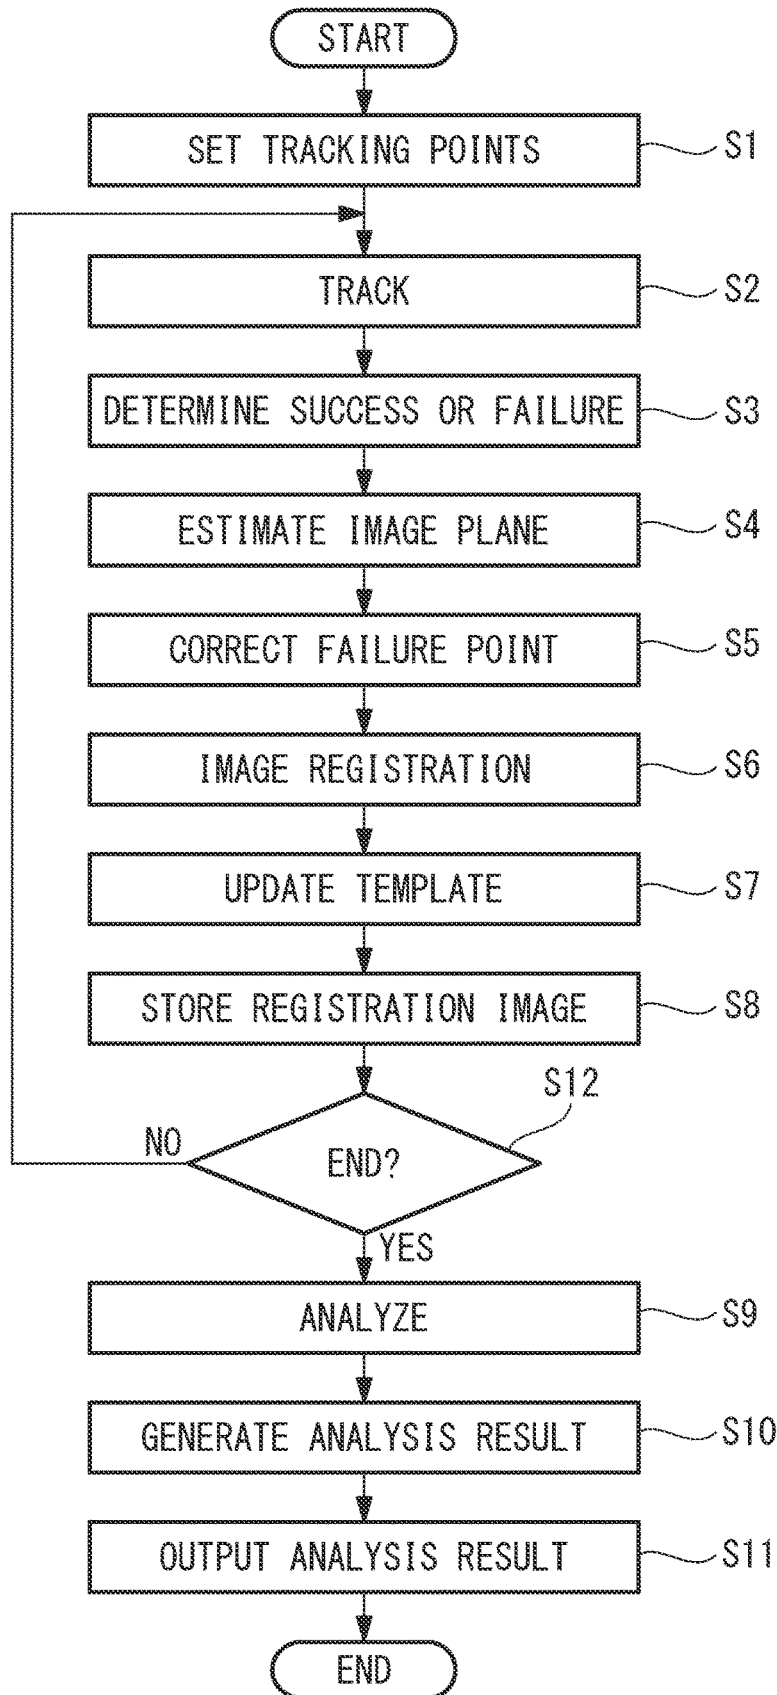 START
SET TRACKING POINTS
S1
TRACK
S2
DETERMINE SUCCESS OR FAILURE
S3
ESTIMATE IMAGE PLANE
S4
CORRECT FAILURE POINT
S5
IMAGE REGISTRATION
S6
UPDATE TEMPLATE
S7
STORE REGISTRATION IMAGE
S8
S12
NO
END?
YES
ANALYZE
S9
GENERATE ANALYSIS RESULT
S10
OUTPUT ANALYSIS RESULT
S11
END